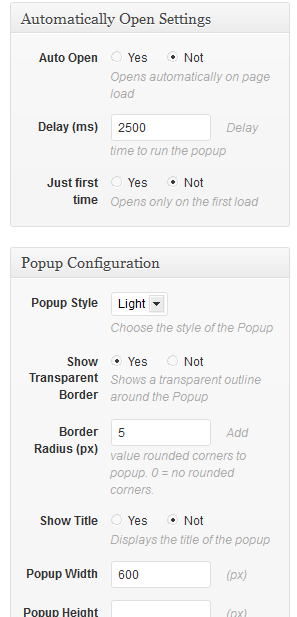 Automatically Open Settings
Auto Open Yes Not
Opens automatically on page
load
Delay (ms) 2500 Delay
time to run the popup
Just first Yes Not
time Opens only on the first load
Popup Configuration
Popup Style Light
Choose the style of the Popup
Show Yes Not
Transparent Shows a transparent outline
Border around the Popup
Border 5 Add
Radius (px) value rounded corners to
popup. 0 = no rounded
corners.
Show Title Yes Not
Displays the title of the popup
Popup Width 600 (px)
Popup Height (px)